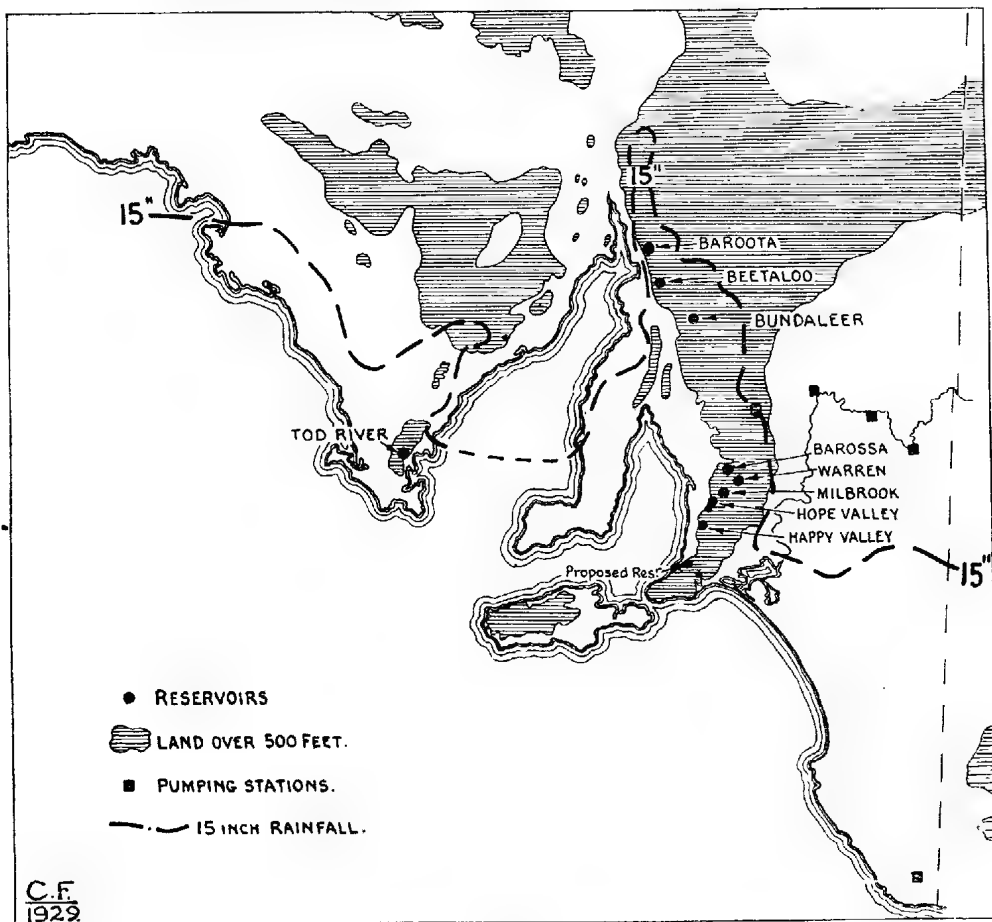 15"
15"
BAROOTA
BEETALOO
BUNDALEER
TOD RIVER
BAROSSA
WARREN
MILBROOK
HOPE VALLEY
HAPPY VALLEY
15"
Proposed Res.
RESERVOIRS
LAND OVER 500 FEET.
PUMPING STATIONS.
15 INCH RAINFALL.
C.F.
1929